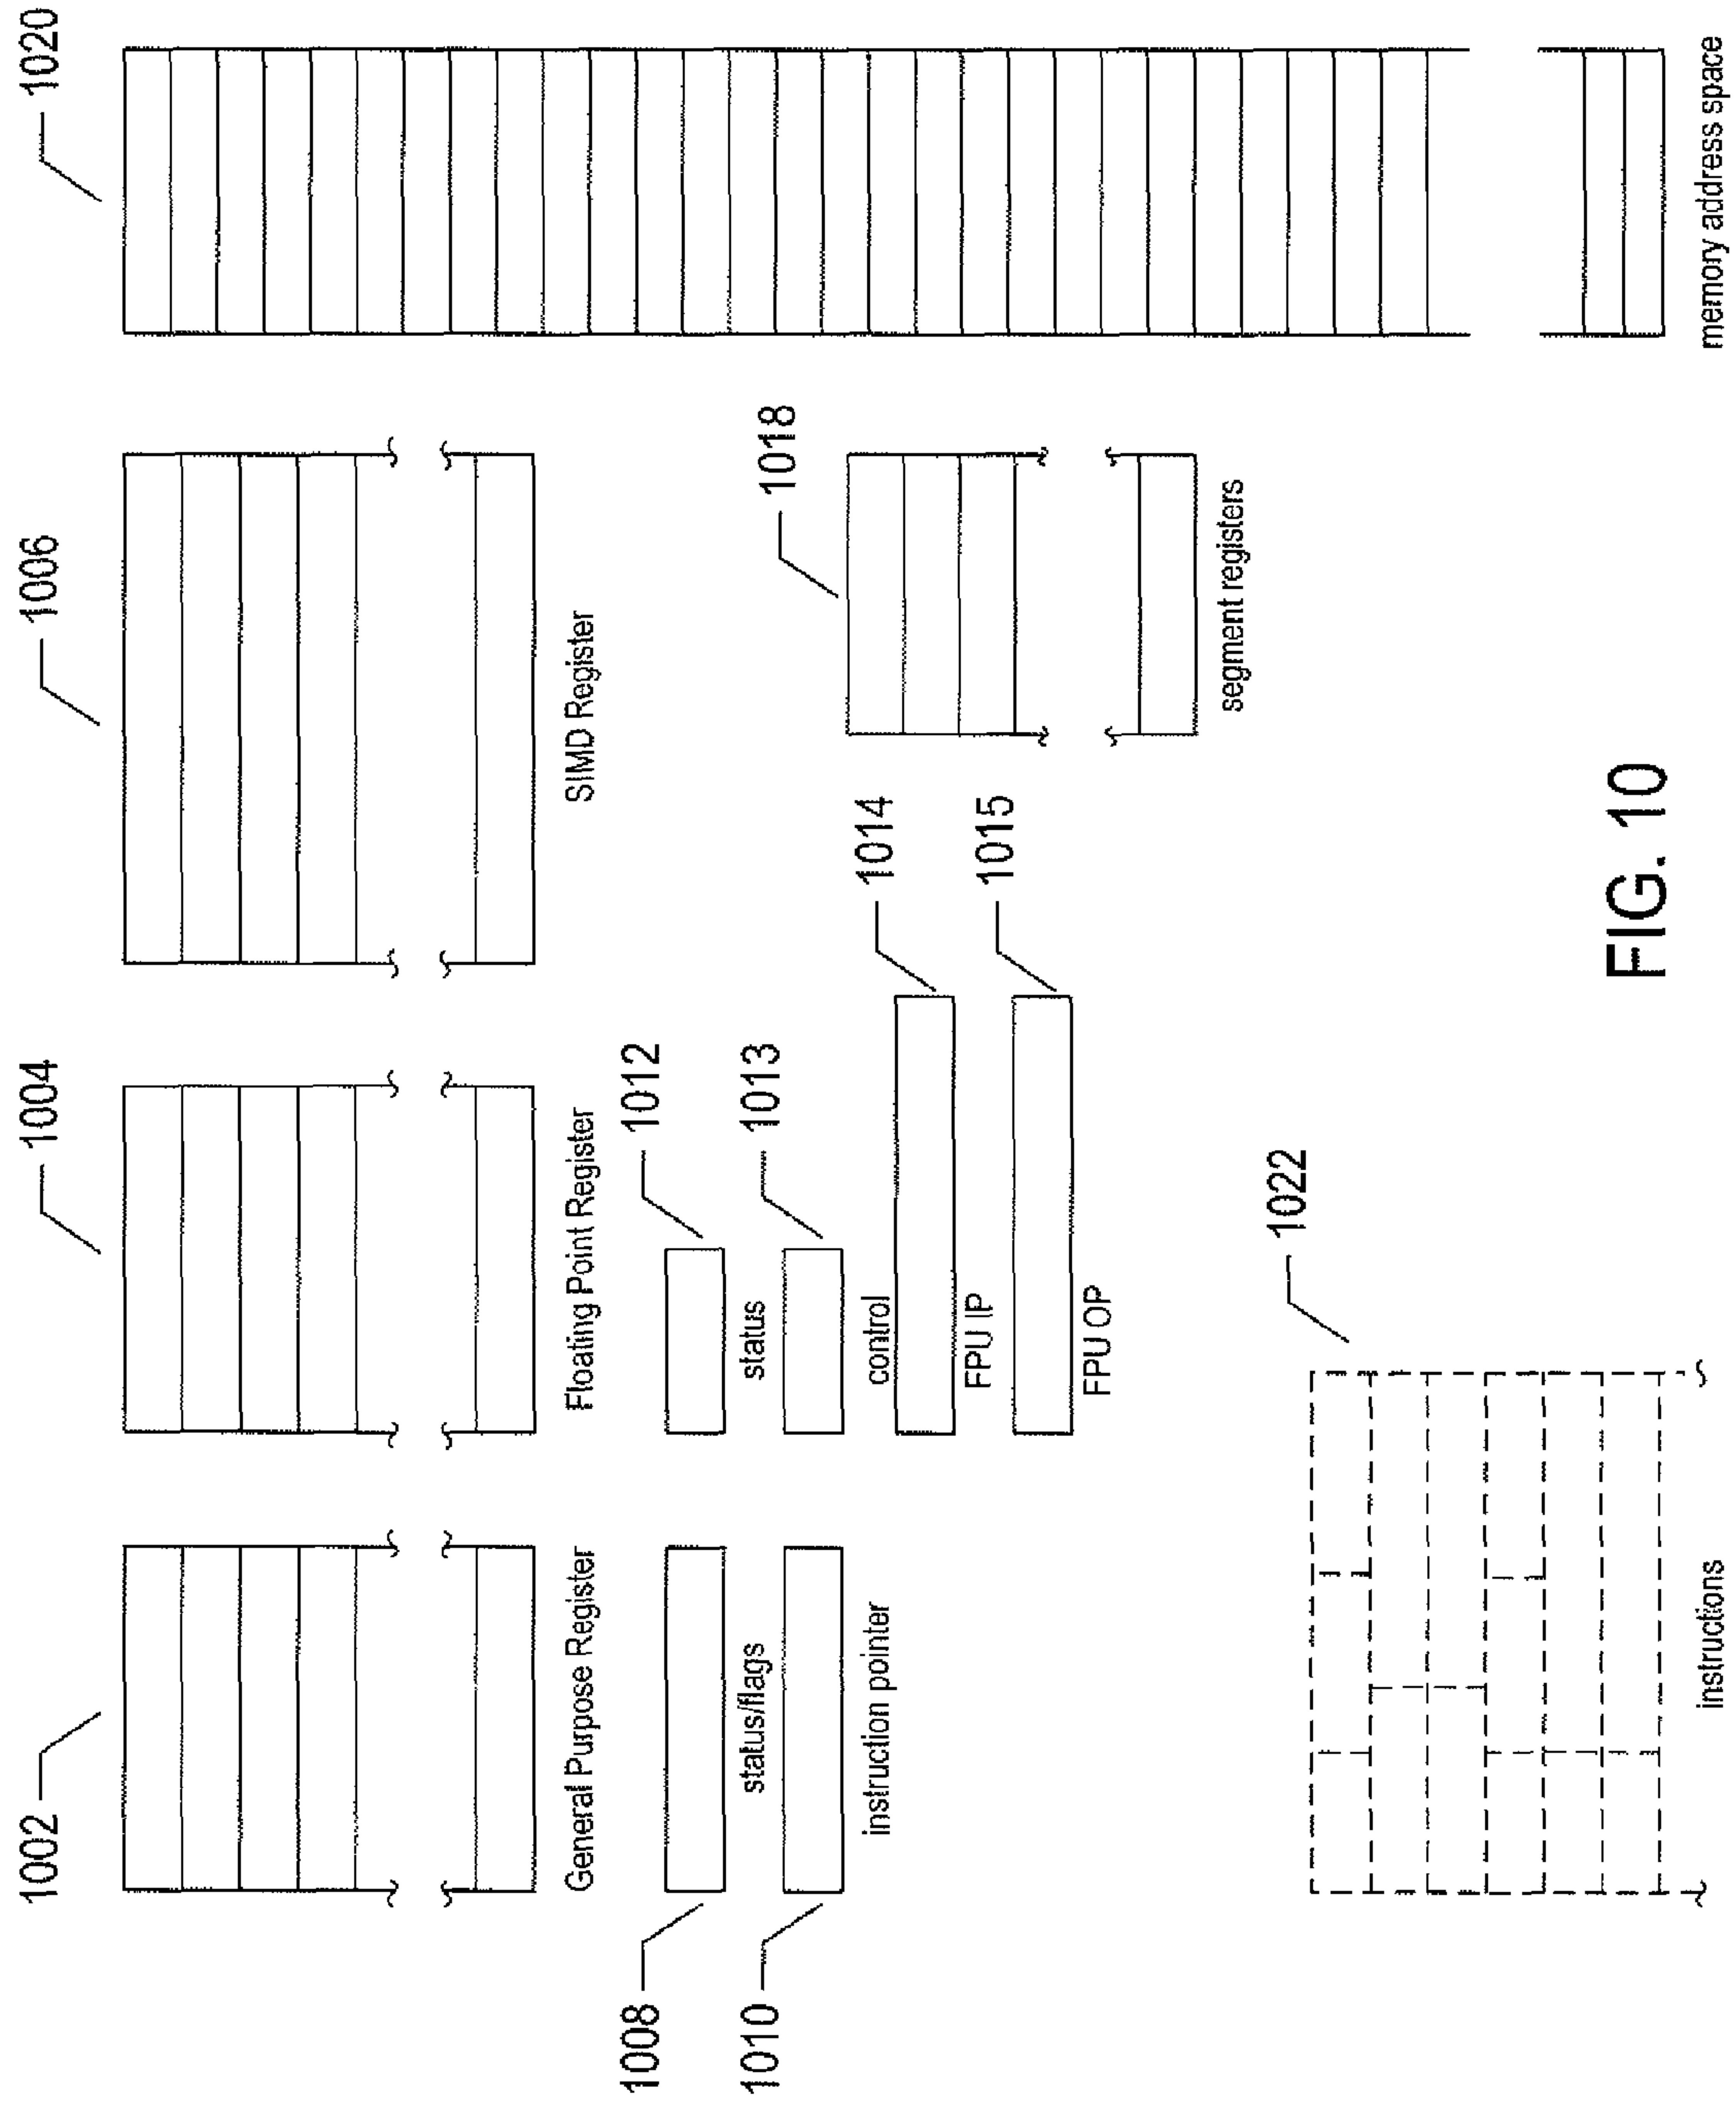 1002
1004
1006
1020
General Purpose Register
Floating Point Register
SIMD Register
1008
status/flags
1012
status
1010
instruction pointer
1013
control
1014
FPU IP
1015
FPU OP
1018
segment registers
1022
instructions
memory address space
FIG. 10